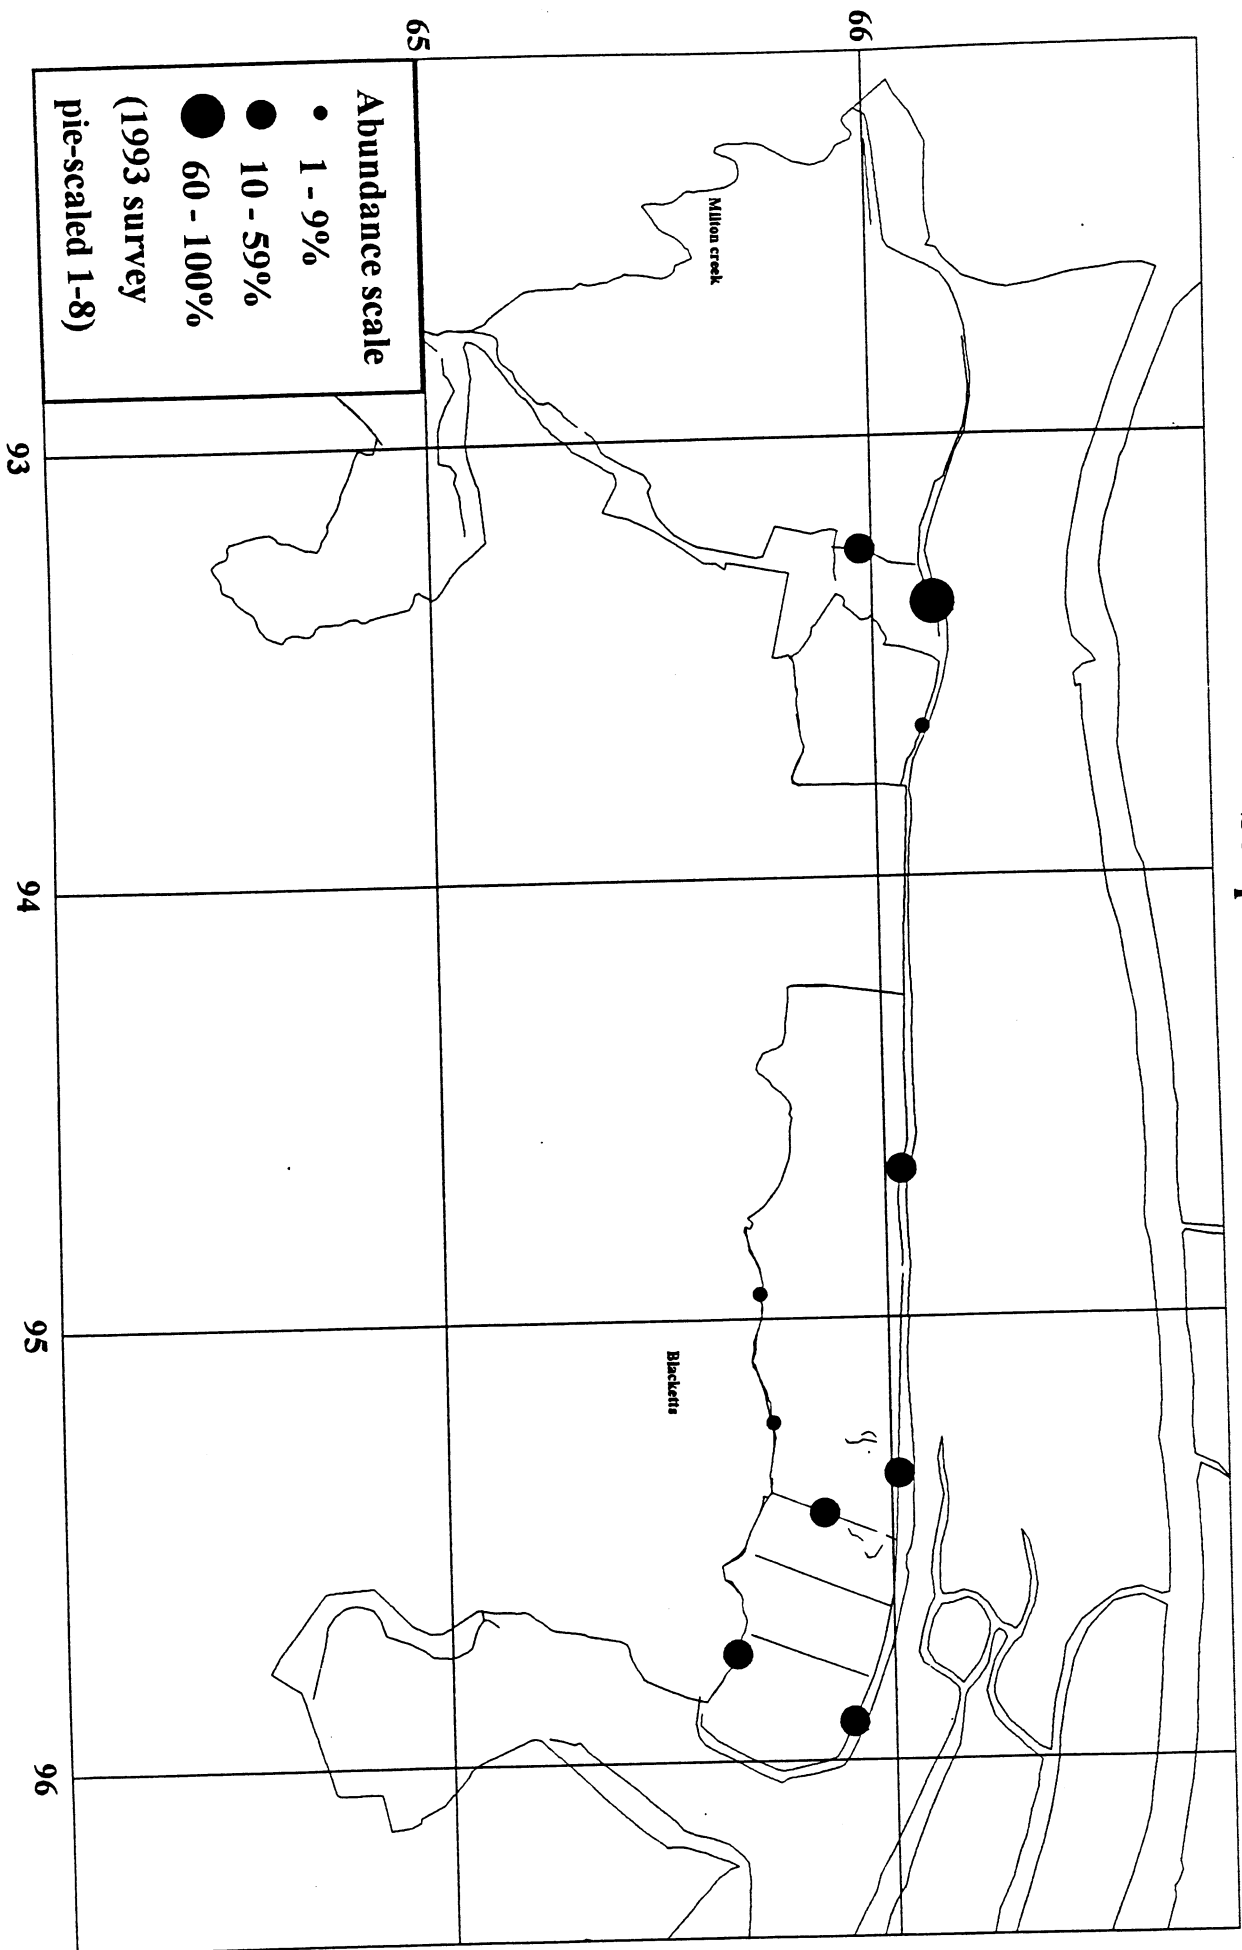 66
65
Milton creek
Abundance scale
1 - 9%
10 - 59%
60 - 100%
(1993 survey
pie-scaled 1-8)
Blacketts
93
94
95
96